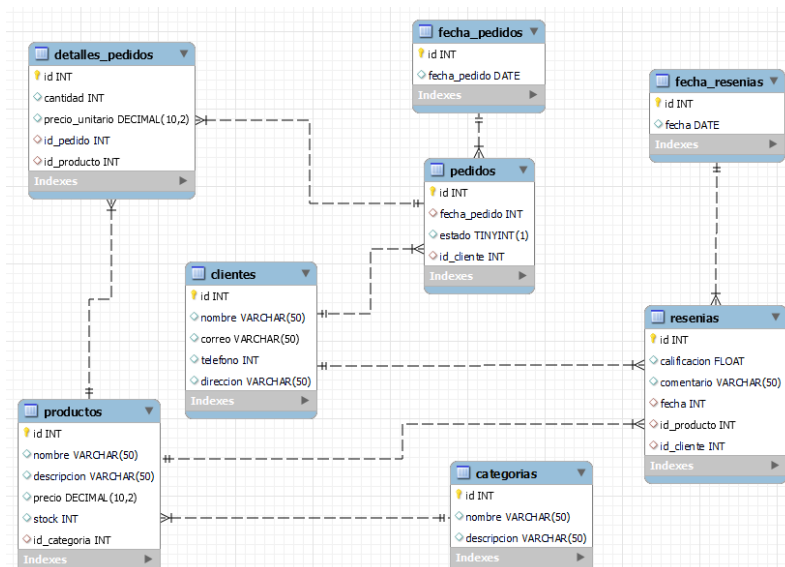 detalles_pedidos
id INT
cantidad INT
precio_unitario DECIMAL(10,2)
id_pedido INT
id_producto INT
Indexes
fecha_pedidos
id INT
fecha_pedido DATE
Indexes
fecha_resenias
id INT
fecha DATE
Indexes
pedidos
id INT
fecha_pedido INT
estado TINYINT(1)
id_cliente INT
Indexes
clientes
id INT
nombre VARCHAR(50)
correo VARCHAR(50)
telefono INT
direccion VARCHAR(50)
Indexes
resenias
id INT
calificacion FLOAT
comentario VARCHAR(50)
fecha INT
id_producto INT
id_cliente INT
Indexes
productos
id INT
nombre VARCHAR(50)
descripcion VARCHAR(50)
precio DECIMAL(10,2)
stock INT
id_categoria INT
Indexes
categorias
id INT
nombre VARCHAR(50)
descripcion VARCHAR(50)
Indexes